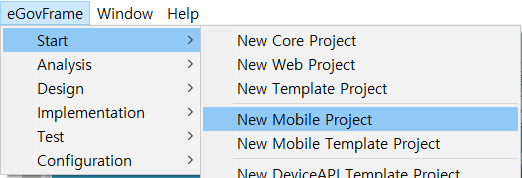 eGovFrame Window Help
Start
Analysis
Design
Implementation
Test
Configuration
New Core Project
New Web Project
New Template Project
New Mobile Project
New Mobile Template Project
New DeviceAPI Template Project